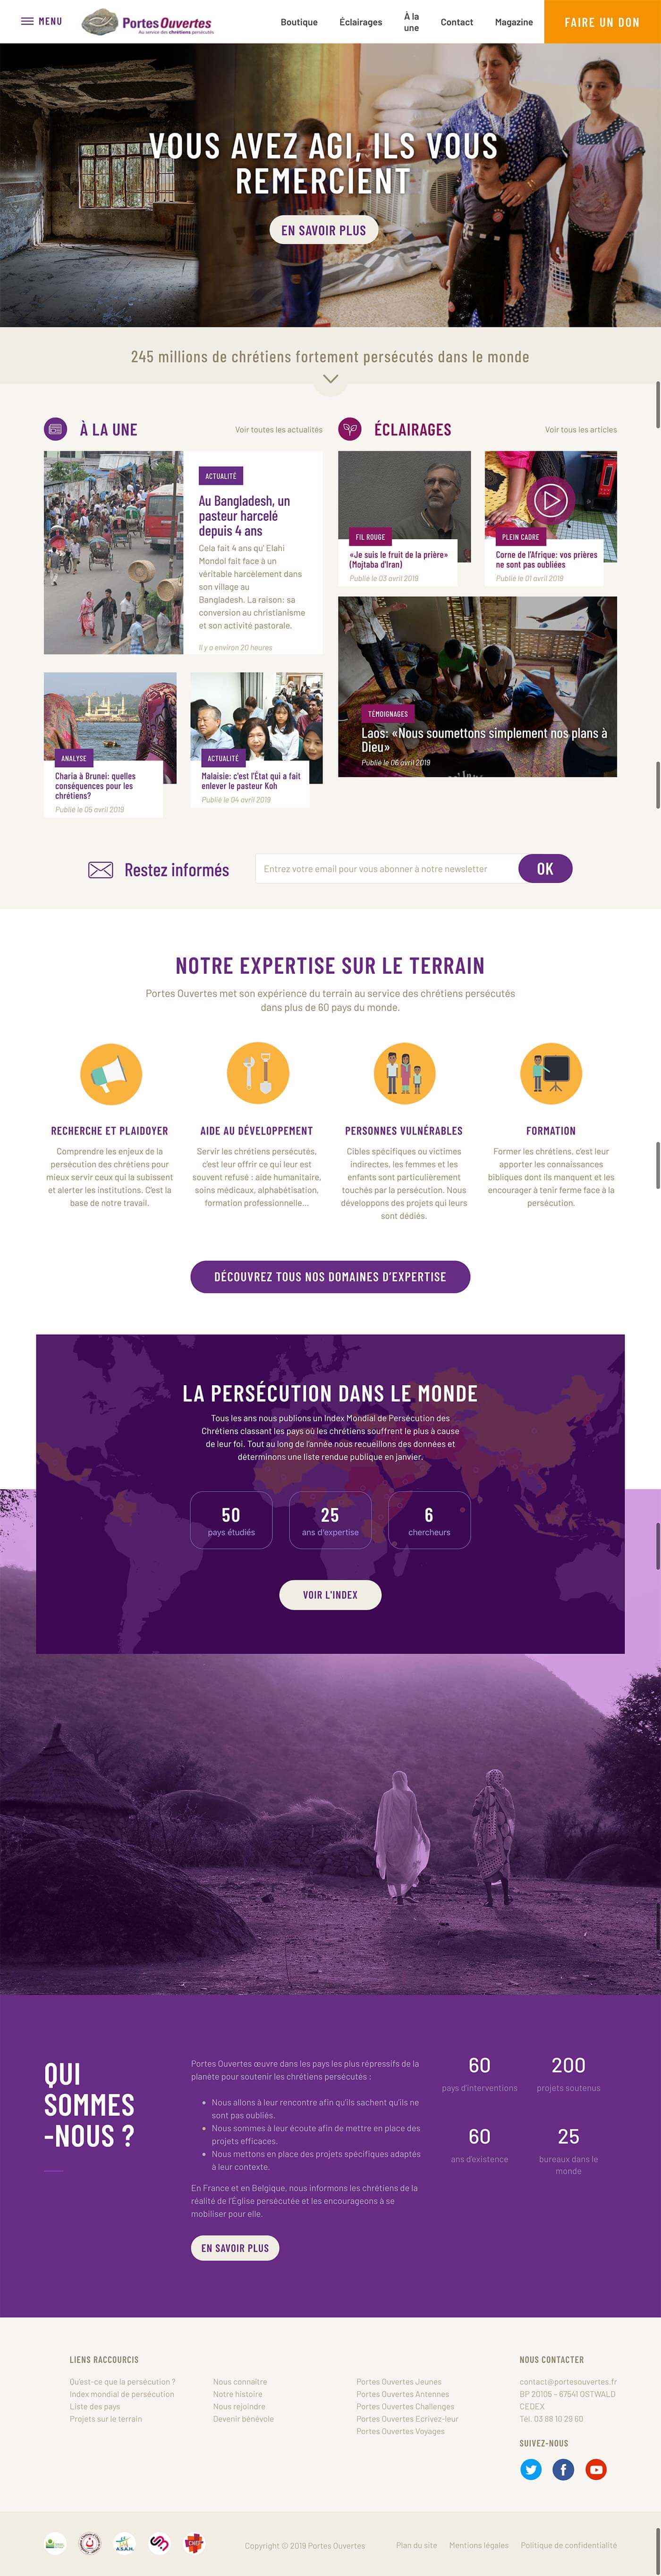 MENU
PortesOuvertes
Au service des chrétiens persécutés
Boutique
Éclairages
À la
une
Contact
Magazine
FAIRE UN DON
VOUS AVEZ AGI, ILS VOUS
REMERCIENT
EN SAVOIR PLUS
245 millions de chrétiens fortement persécutés dans le monde
À LA UNE
Voir toutes les actualités
ACTUALITÉ
Au Bangladesh, un
pasteur harcelé
depuis 4 ans
Cela fait 4 ans qu' Elahi
Mondol fait face à un
véritable harcèlement dans
son village au
Bangladesh. La raison: sa
conversion au christianisme
et son activité pastorale.
Il y a environ 20 heures
ANALYSE
Charia à Brunei: quelles
conséquences pour les
chrétiens?
Publié le 05 avril 2019
ACTUALITÉ
Malaisie: c'est l'État qui a fait
enlever le pasteur Koh
Publié le 04 avril 2019
ÉCLAIRAGES
Voir tous les articles
FIL ROUGE
«Je suis le fruit de la prière»
(Mojtaba d'Iran)
Publié le 03 avril 2019
PLEIN CADRE
Corne de l'Afrique: vos prières
ne sont pas oubliées
Publié le 01 avril 2019
TÉMOIGNAGES
Laos: «Nous soumettons simplement nos plans à
Dieu»
Publié le 06 avril 2019
Restez informés
Entrez votre email pour vous abonner à notre newsletter
OK
NOTRE EXPERTISE SUR LE TERRAIN
Portes Ouvertes met son expérience du terrain au service des chrétiens persécutés
dans plus de 60 pays du monde.
RECHERCHE ET PLAIDOYER
Comprendre les enjeux de la
persécution des chrétiens pour
mieux servir ceux qui la subissent
et alerter les institutions. C'est la
base de notre travail.
AIDE AU DÉVELOPPEMENT
Servir les chrétiens persécutés,
c'est leur offrir ce qui leur est
souvent refusé : aide humanitaire,
soins médicaux, alphabétisation,
formation professionnelle...
PERSONNES VULNÉRABLES
Cibles spécifiques ou victimes
indirectes, les femmes et les
enfants sont particulièrement
touchés par la persécution. Nous
développons des projets qui leurs
sont dédiés.
FORMATION
Former les chrétiens, c'est leur
apporter les connaissances
bibliques dont ils manquent et les
encourager à tenir ferme face à la
persécution.
DÉCOUVREZ TOUS NOS DOMAINES D'EXPERTISE
LA PERSÉCUTION DANS LE MONDE
Tous les ans nous publions un Index Mondial de Persécution des
Chrétiens classant les pays où les chrétiens souffrent le plus à cause
de leur foi. Tout au long de l'année nous recueillons des données et
déterminons une liste rendue publique en janvier.
50
pays étudiés
25
ans d'expertise
6
chercheurs
VOIR L'INDEX
QUI
SOMMES
-NOUS ?
Portes Ouvertes œuvre dans les pays les plus répressifs de la
planète pour soutenir les chrétiens persécutés :
• Nous allons à leur rencontre afin qu'ils sachent qu'ils ne
sont pas oubliés.
• Nous sommes à leur écoute afin de mettre en place des
projets efficaces.
• Nous mettons en place des projets spécifiques adaptés
à leur contexte.
En France et en Belgique, nous informons les chrétiens de la
réalité de l'Église persécutée et les encourageons à se
mobiliser pour elle.
EN SAVOIR PLUS
60
pays d'interventions
200
projets soutenus
60
ans d'existence
25
bureaux dans le
monde
LIENS RACCOURCIS
Qu'est-ce que la persécution ?
Index mondial de persécution
Liste des pays
Projets sur le terrain
Nous connaître
Notre histoire
Nous rejoindre
Devenir bénévole
Portes Ouvertes Jeunes
Portes Ouvertes Antennes
Portes Ouvertes Challenges
Portes Ouvertes Ecrivez-leur
Portes Ouvertes Voyages
NOUS CONTACTER
contact@portesouvertes.fr
BP 20105 – 67541 OSTWALD
CEDEX
Tél. 03 88 10 29 60
SUIVEZ-NOUS
A.S.A.H.
Copyright © 2019 Portes Ouvertes
Plan du site
Mentions légales
Politique de confidentialité